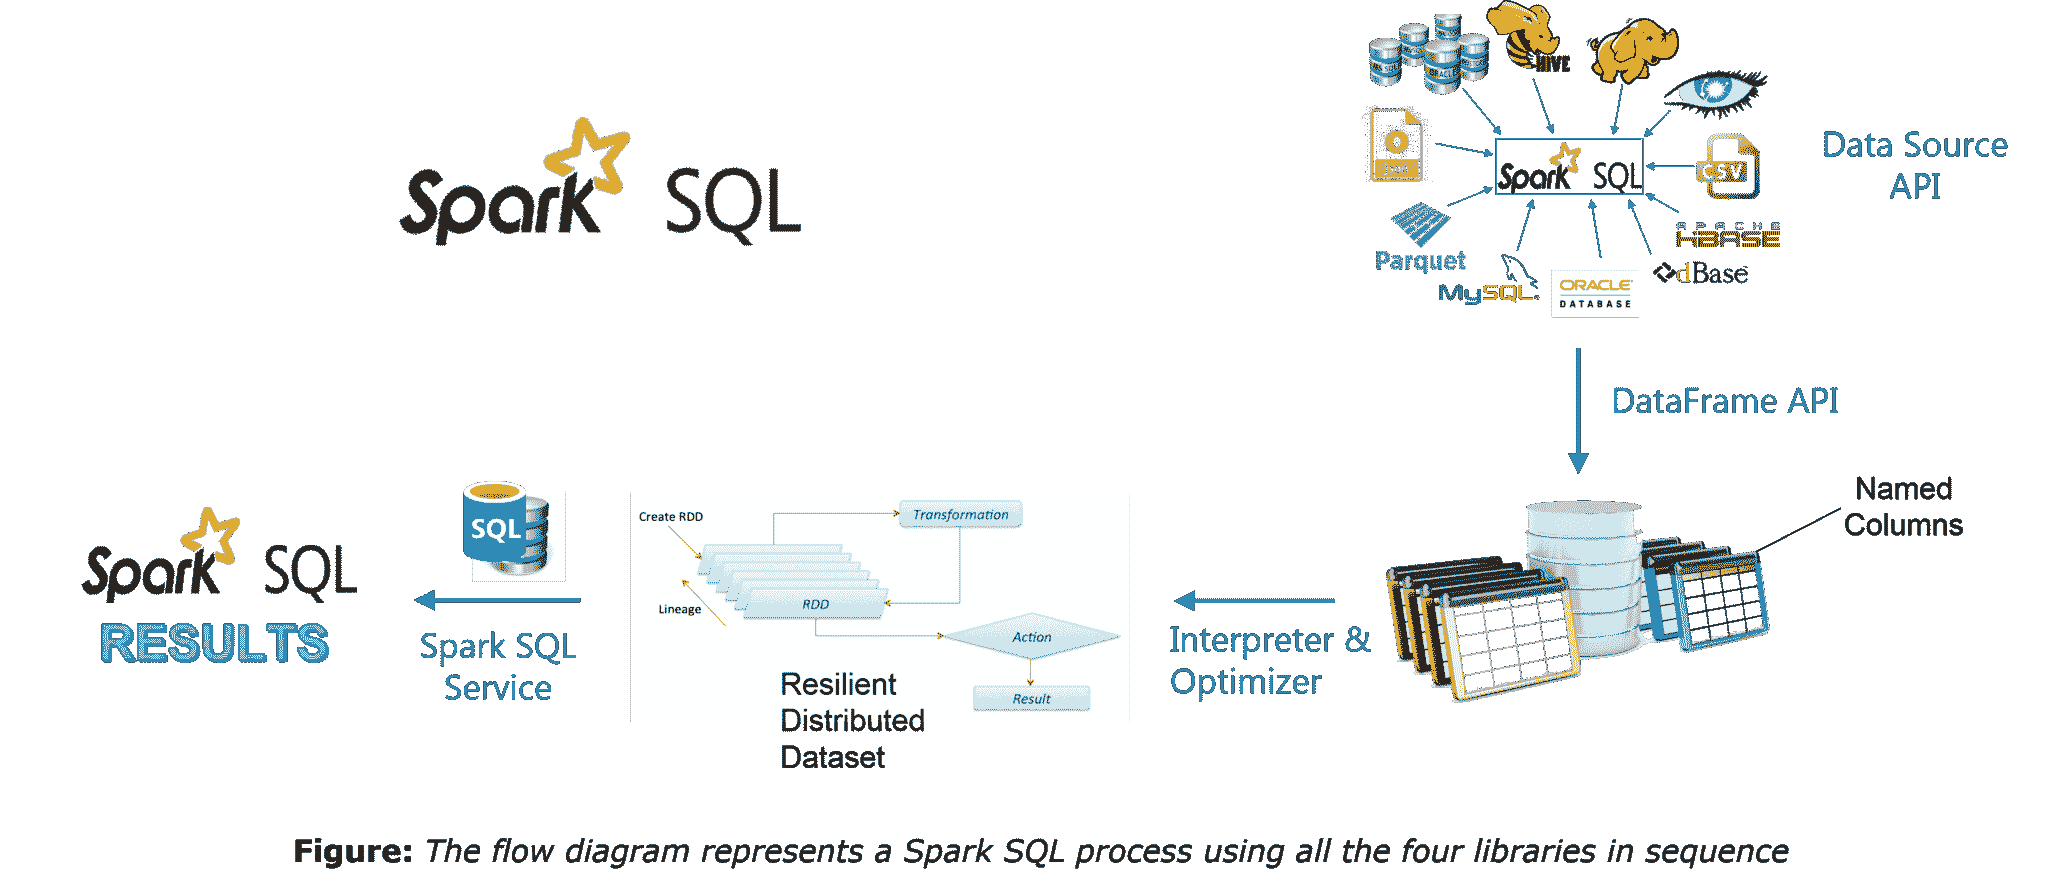 Spark SQL
HIVE
ORACLE
CSV
Spark SQL
Data Source
API
APACHE
HBASE
Parquet
dBase
MySQL
ORACLE
DATABASE
DataFrame API
Named
Columns
Create RDD
Transformation
SQL
Spark SQL
Lineage
RDD
RESULTS
Spark SQL
Service
Action
Interpreter &
Optimizer
Result
Resilient
Distributed
Dataset
Figure: The flow diagram represents a Spark SQL process using all the four libraries in sequence